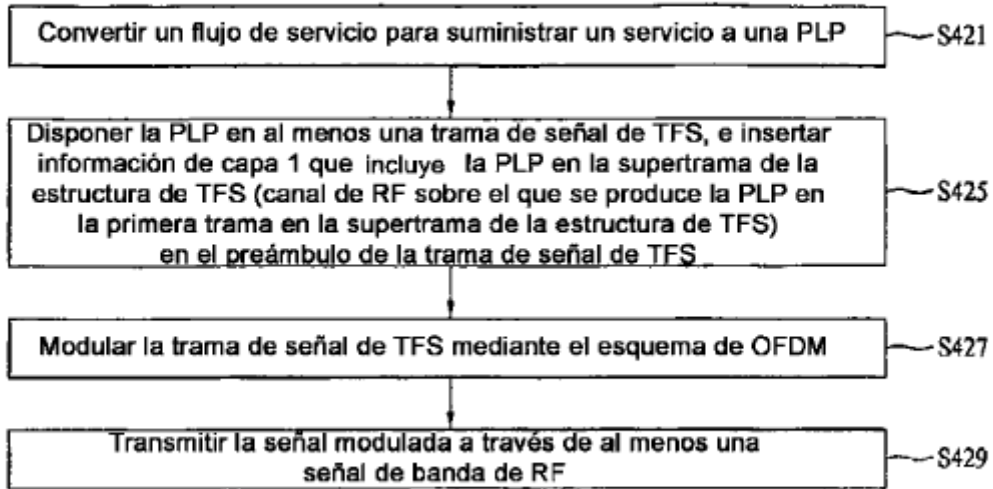 Convertir un flujo de servicio para suministrar un servicio a una PLP
S421
Disponer la PLP en al menos una trama de señal de TFS, e insertar
información de capa 1 que incluye la PLP en la supertrama de la
estructura de TFS (canal de RF sobre el que se produce la PLP en
la primera trama en la supertrama de la estructura de TFS)
en el preámbulo de la trama de señal de TFS
S425
Modular la trama de señal de TFS mediante el esquema de OFDM
S427
Transmitir la señal modulada a través de al menos una
señal de banda de RF
S429